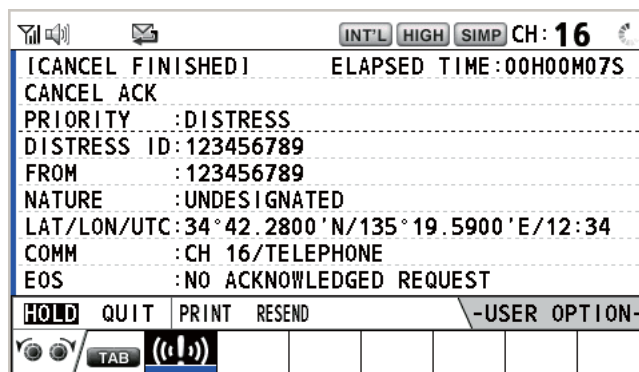 INT'L HIGH SIMP CH: 16
[CANCEL FINISHED] ELAPSED TIME:00H00M07S
CANCEL ACK
PRIORITY :DISTRESS
DISTRESS ID:123456789
FROM :123456789
NATURE :UNDESIGNATED
LAT/LON/UTC:34°42.2800'N/135°19.5900'E/12:34
COMM :CH 16/TELEPHONE
EOS :NO ACKNOWLEDGED REQUEST
HOLD QUIT PRINT RESEND -USER OPTION-
TAB